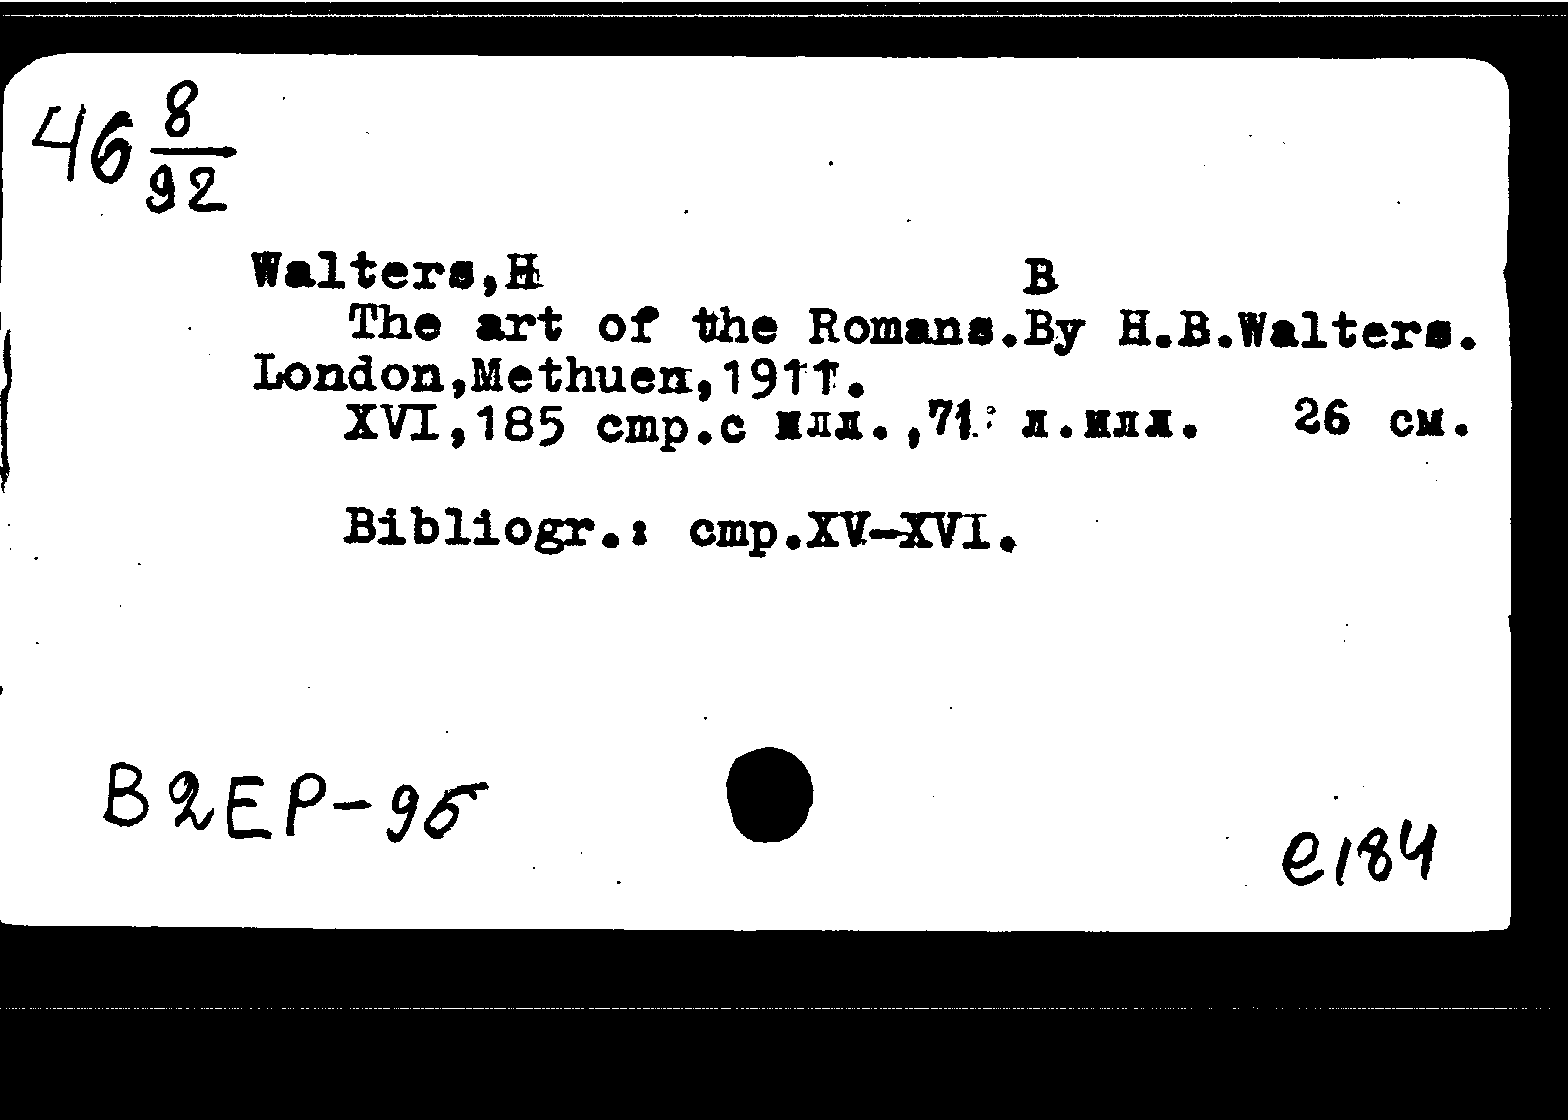 46 8/92
Walters,H B
The art of the Romans.By H.B.Walters.
London,Methuen,1911.
XVI,185 стр.с илл.,71 л.илл. 26 см.
Bibliogr.: стр.XV-XVI.
B2EP-95
e184